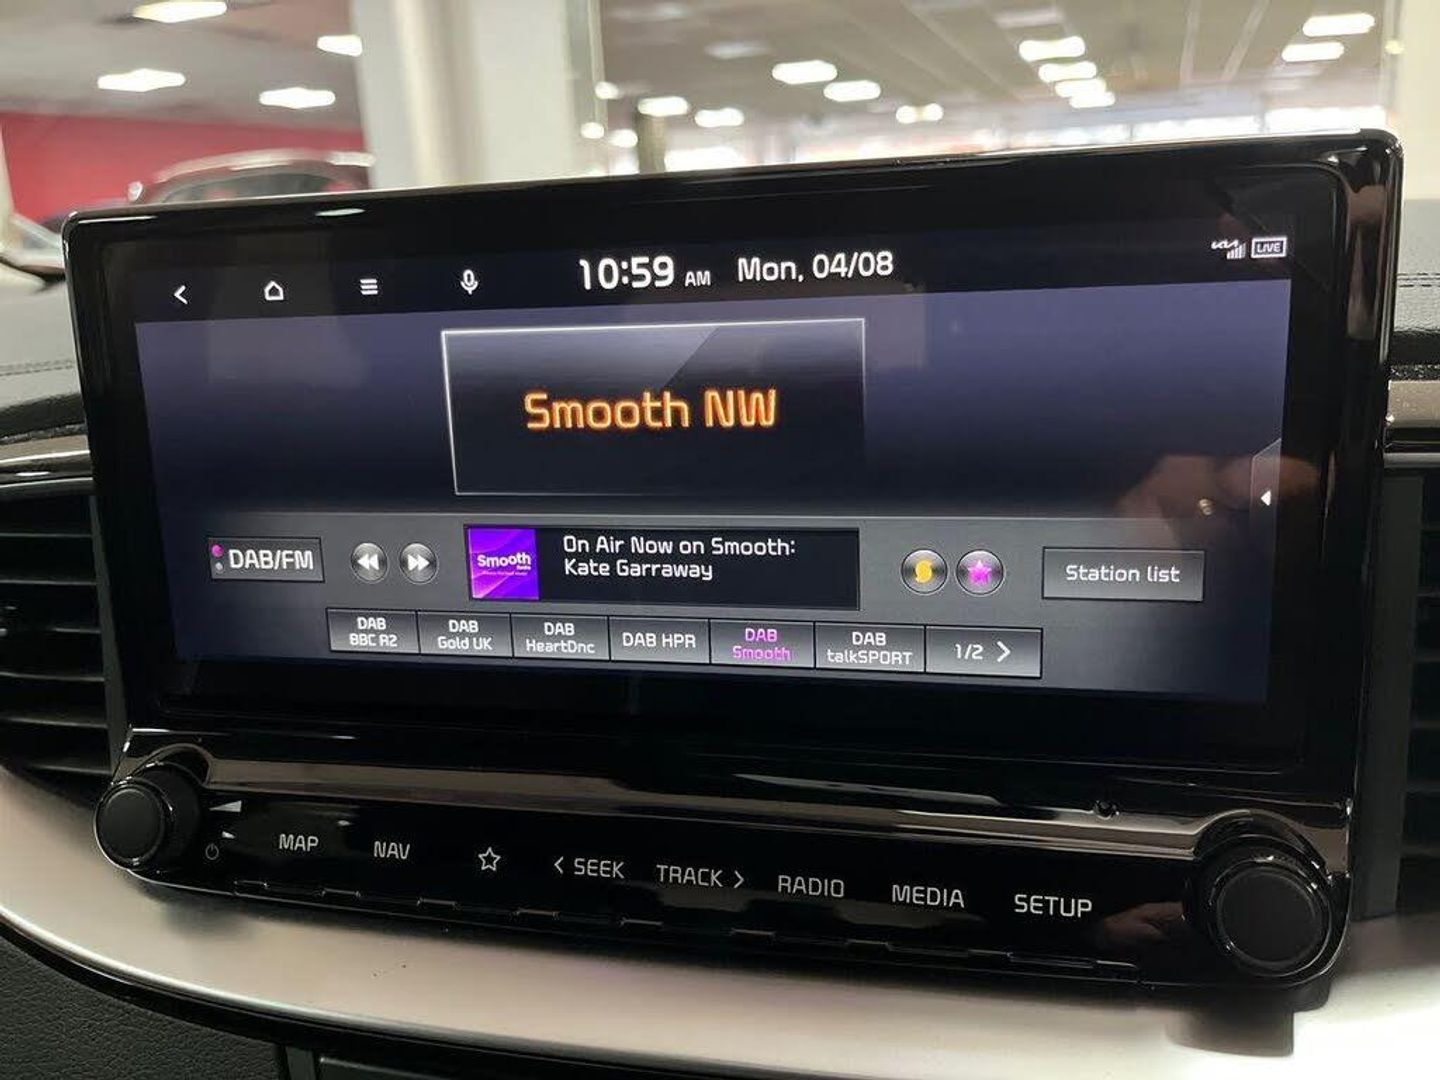 10:59 AM Mon, 04/08
LIVE
Smooth NW
DAB/FM
Smooth
On Air Now on Smooth:
Kate Garraway
Station list
DAB
BBC R2
DAB
Gold UK
DAB
HeartDnc
DAB HPR
DAB
Smooth
DAB
talkSPORT
1/2 >
MAP
NAV
< SEEK
TRACK >
RADIO
MEDIA
SETUP